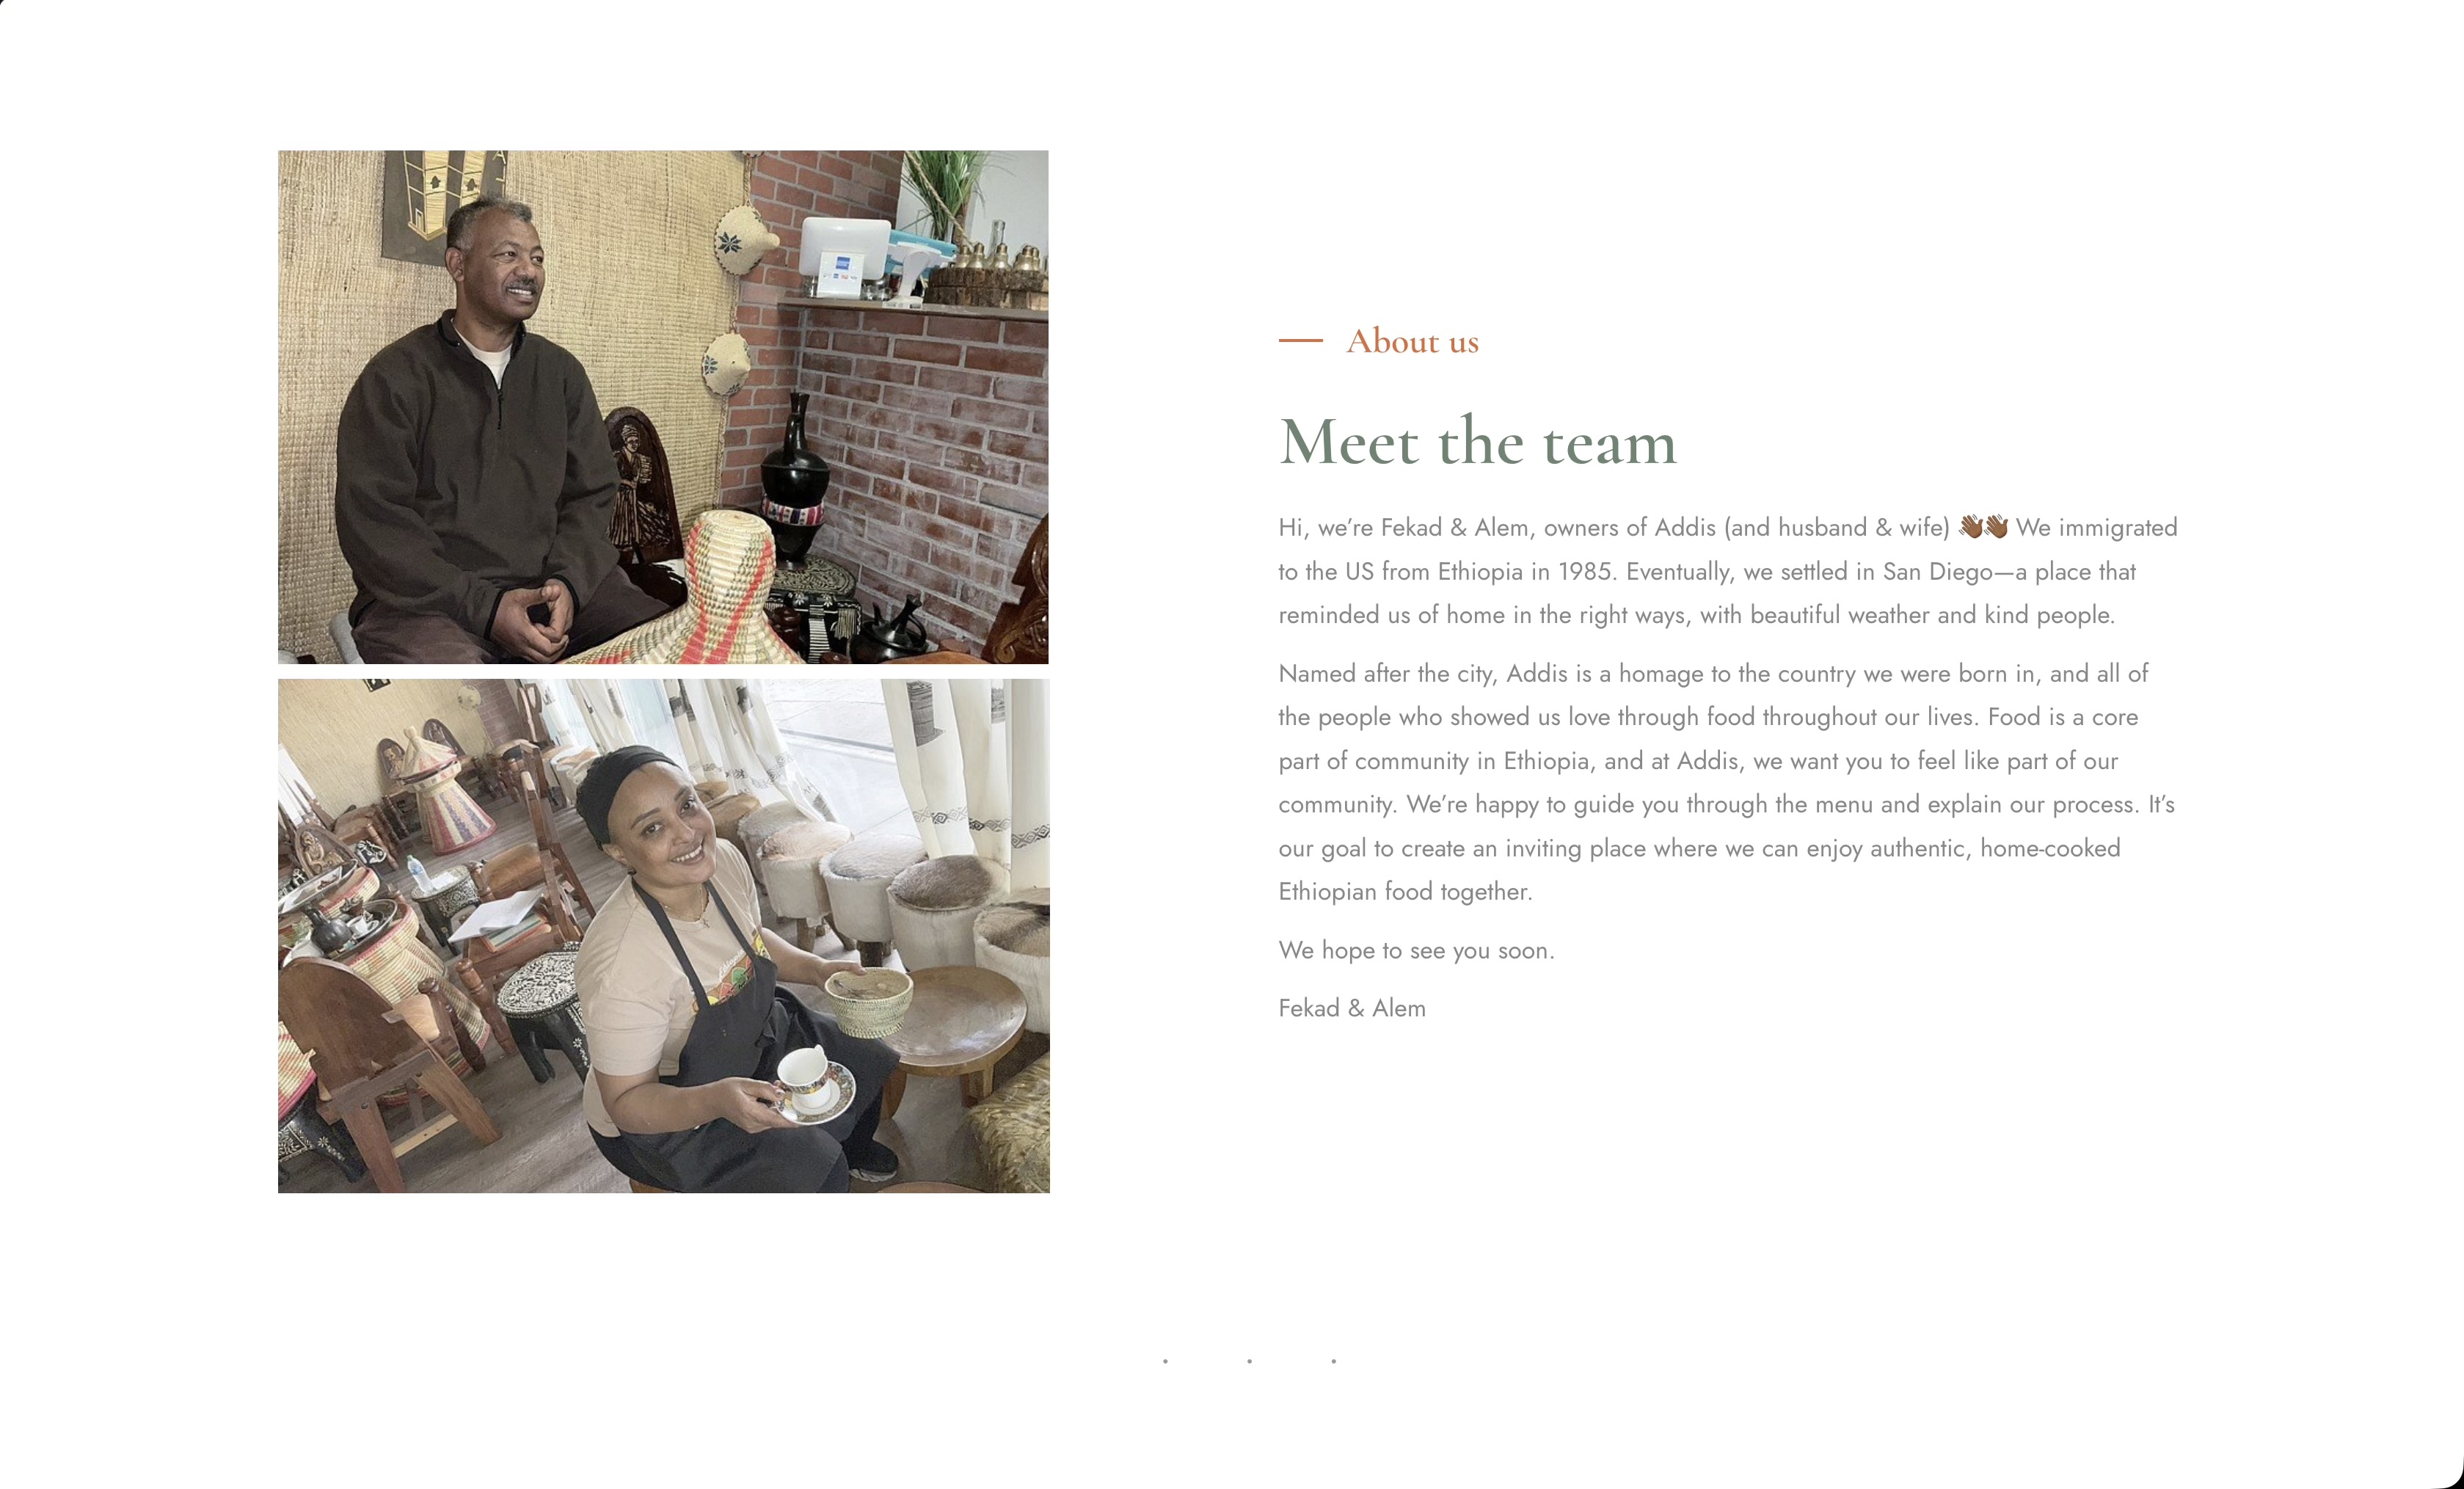 About us
Meet the team
Hi, we’re Fekad & Alem, owners of Addis (and husband & wife) 👋🏾👋🏾 We immigrated
to the US from Ethiopia in 1985. Eventually, we settled in San Diego—a place that
reminded us of home in the right ways, with beautiful weather and kind people.
Named after the city, Addis is a homage to the country we were born in, and all of
the people who showed us love through food throughout our lives. Food is a core
part of community in Ethiopia, and at Addis, we want you to feel like part of our
community. We’re happy to guide you through the menu and explain our process. It’s
our goal to create an inviting place where we can enjoy authentic, home-cooked
Ethiopian food together.
We hope to see you soon.
Fekad & Alem